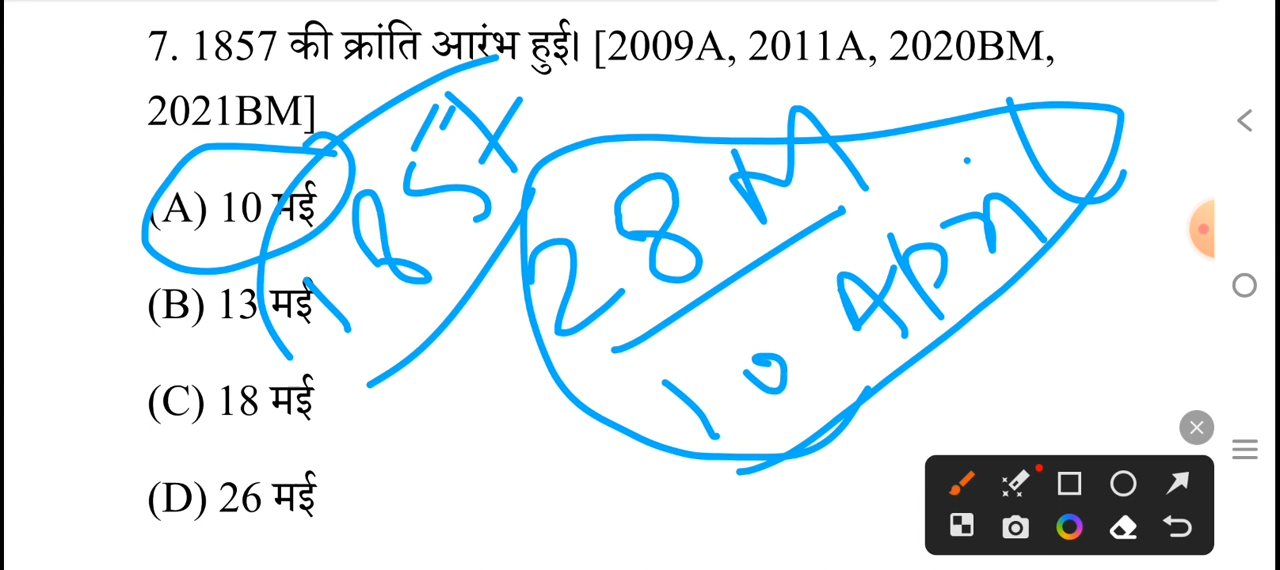 7. 1857 की क्रांति आरंभ हुई। [2009A, 2011A, 2020BM,
2021BM]
(A) 10 मई
(B) 13 मई
(C) 18 मई
(D) 26 मई
1857
28 M
10 April